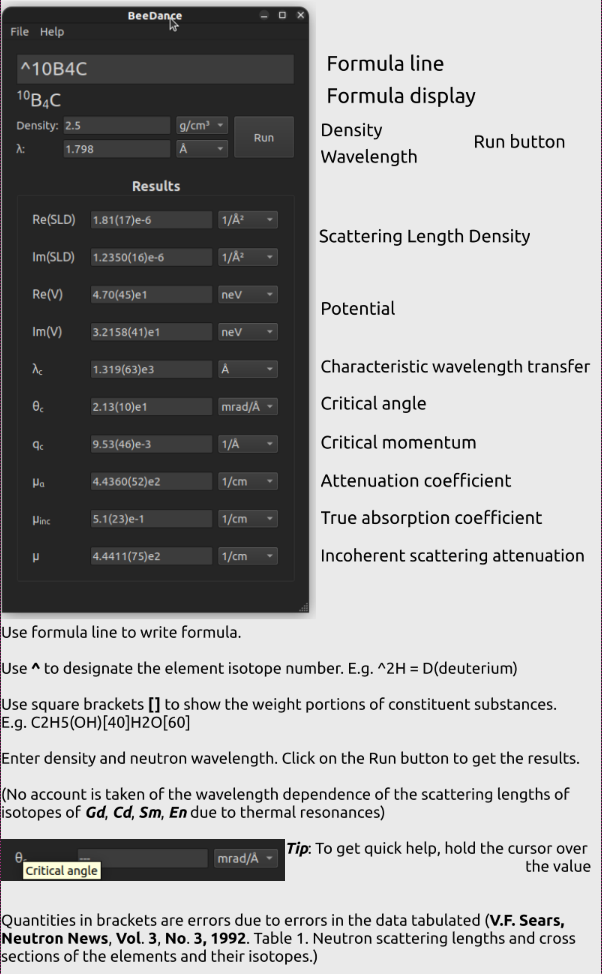 BeeDance
File Help
^10B4C
Formula line
¹⁰B₄C
Formula display
Density: 2.5 g/cm³
Density
λ: 1.798 Å
Wavelength
Run
Run button
Results
Re(SLD) 1.81(17)e-6 1/Å²
Im(SLD) 1.2350(16)e-6 1/Å²
Scattering Length Density
Re(V) 4.70(45)e1 neV
Im(V) 3.2158(41)e1 neV
Potential
λc 1.319(63)e3 Å
Characteristic wavelength transfer
θc 2.13(10)e1 mrad/Å
Critical angle
qc 9.53(46)e-3 1/Å
Critical momentum
μa 4.4360(52)e2 1/cm
Attenuation coefficient
μinc 5.1(23)e-1 1/cm
True absorption coefficient
μ 4.4411(75)e2 1/cm
Incoherent scattering attenuation
Use formula line to write formula.
Use ^ to designate the element isotope number. E.g. ^2H = D(deuterium)
Use square brackets [] to show the weight portions of constituent substances.
E.g. C2H5(OH)[40]H2O[60]
Enter density and neutron wavelength. Click on the Run button to get the results.
(No account is taken of the wavelength dependence of the scattering lengths of
isotopes of Gd, Cd, Sm, En due to thermal resonances)
θc --- mrad/Å
Critical angle
Tip: To get quick help, hold the cursor over
the value
Quantities in brackets are errors due to errors in the data tabulated (V.F. Sears,
Neutron News, Vol. 3, No. 3, 1992. Table 1. Neutron scattering lengths and cross
sections of the elements and their isotopes.)